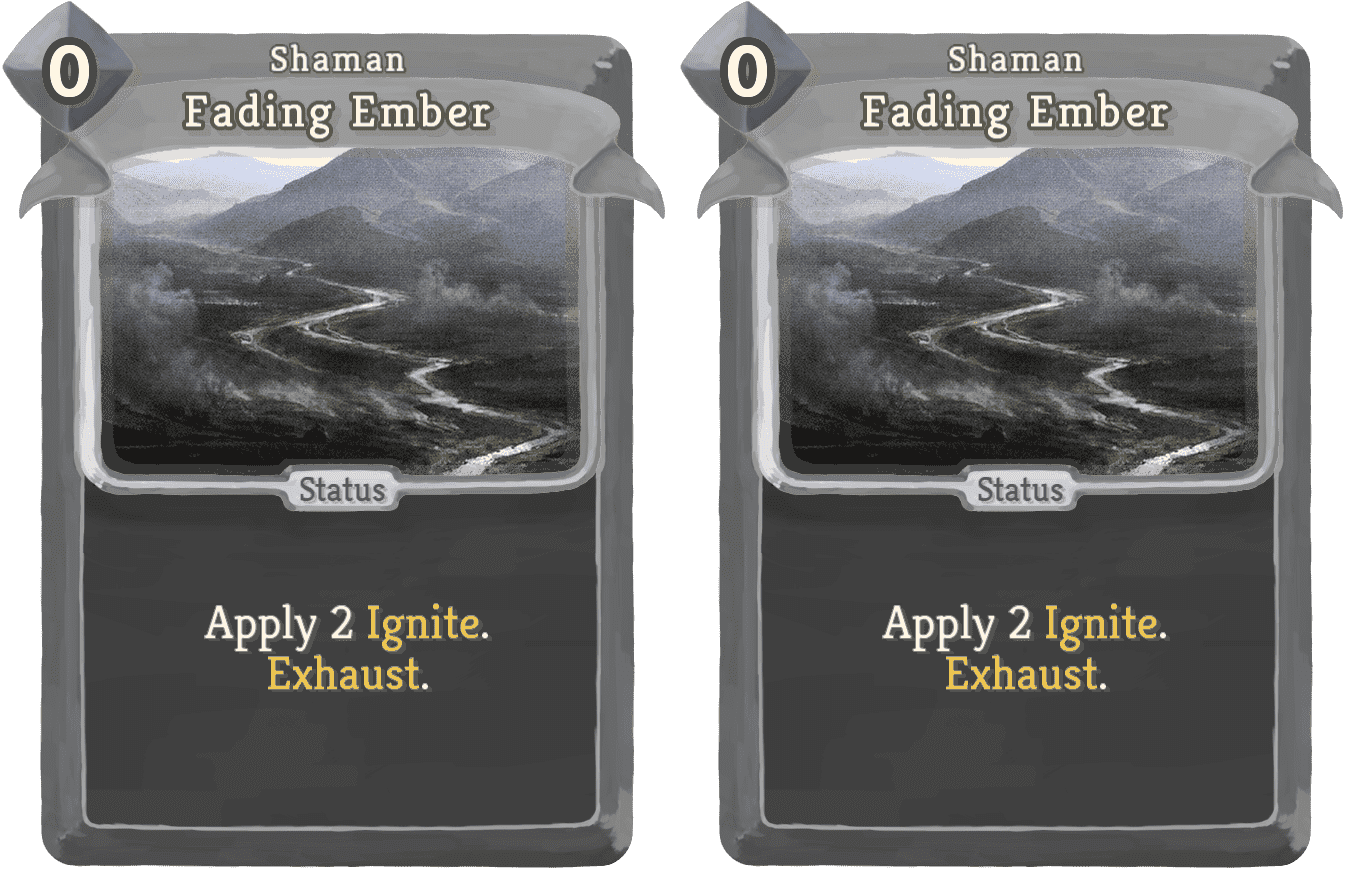 0
Shaman
Fading Ember
Status
Apply 2 Ignite.
Exhaust.
0
Shaman
Fading Ember
Status
Apply 2 Ignite.
Exhaust.